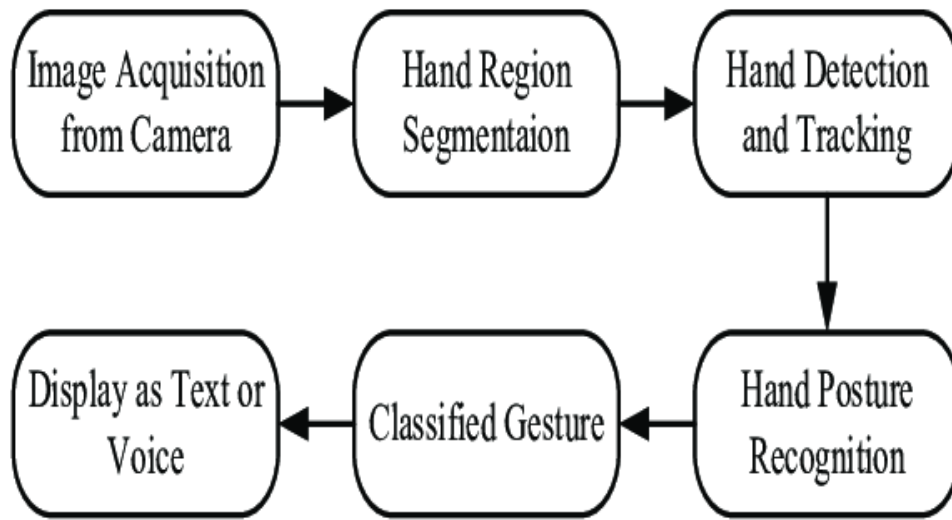 Image Acquisition
from Camera
Hand Region
Segmentaion
Hand Detection
and Tracking
Hand Posture
Recognition
Classified Gesture
Display as Text or
Voice